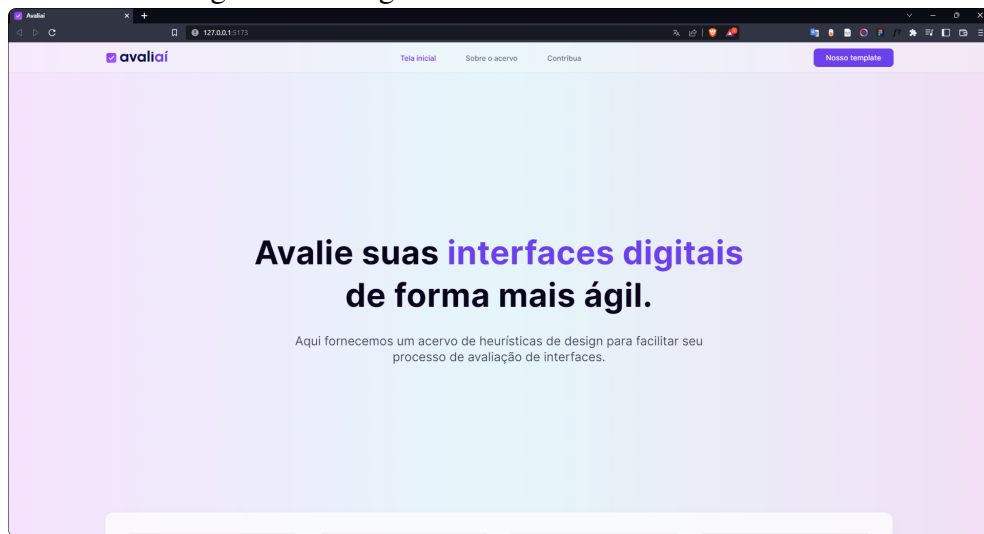 Avaliaí
127.0.0.1:5173
avaliaí
Tela inicial
Sobre o acervo
Contribua
Nosso template
Avalie suas interfaces digitais
de forma mais ágil.
Aqui fornecemos um acervo de heurísticas de design para facilitar seu
processo de avaliação de interfaces.